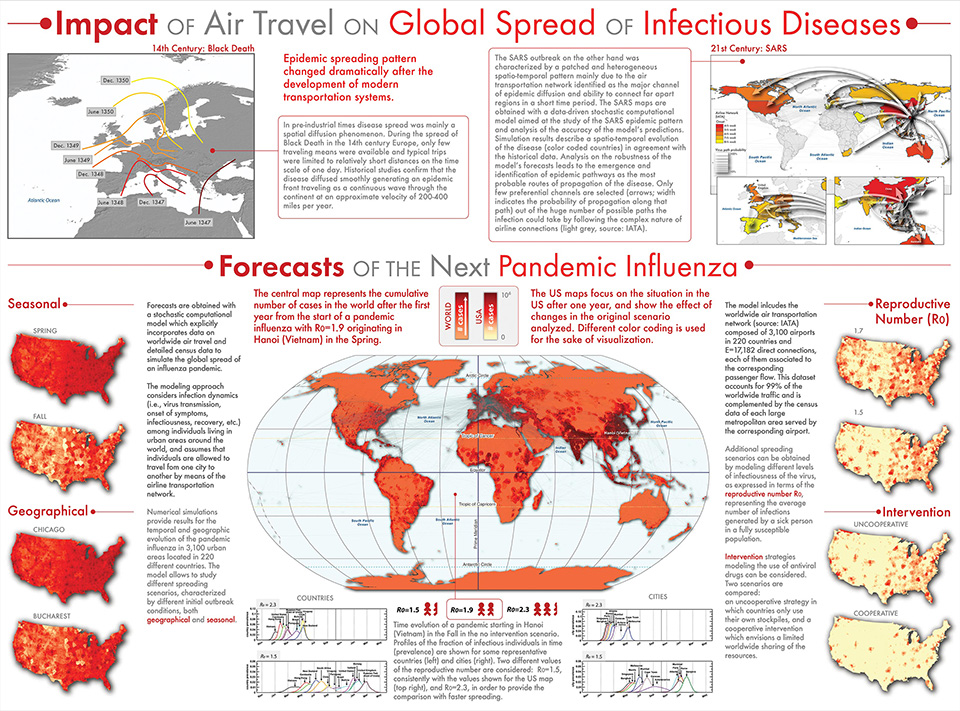 Impact OF Air Travel ON Global Spread OF Infectious Diseases
14th Century: Black Death
Dec. 1350
June 1350
Dec. 1349
June 1349
Dec. 1348
June 1348
Dec. 1347
June 1347
Atlantic Ocean
Epidemic spreading pattern
changed dramatically after the
development of modern
transportation systems.
In pre-industrial times disease spread was mainly a
spatial diffusion phenomenon. During the spread of
Black Death in the 14th century Europe, only few
traveling means were available and typical trips
were limited to relatively short distances on the time
scale of one day. Historical studies confirm that the
disease diffused smoothly generating an epidemic
front traveling as a continuous wave through the
continent at an approximate velocity of 200-400
miles per year.
The SARS outbreak on the other hand was
characterized by a patched and heterogeneous
spatio-temporal pattern mainly due to the air
transportation network identified as the major channel
of epidemic diffusion and ability to connect far apart
regions in a short time period. The SARS maps are
obtained with a data-driven stochastic computational
model aimed at the study of the SARS epidemic pattern
and analysis of the accuracy of the model's predictions.
Simulation results describe a spatio-temporal evolution
of the disease (color coded countries) in agreement with
the historical data. Analysis on the robustness of the
model's forecasts leads to the emergence and
identification of epidemic pathways as the most
probable routes of propagation of the disease. Only
few preferential channels are selected (arrows; width
indicates the probability of propagation along that
path) out of the huge number of possible paths the
infection could take by following the complex nature of
airline connections (light grey, source: IATA).
21st Century: SARS
North Atlantic
Ocean
North Pacific
Ocean
South Pacific
Ocean
South Atlantic
Ocean
Indian
Ocean
Forecasts OF THE Next Pandemic Influenza
Seasonal
SPRING
FALL
Geographical
CHICAGO
BUCHAREST
Forecasts are obtained with
a stochastic computational
model which explicitly
incorporates data on
worldwide air travel and
detailed census data to
simulate the global spread of
an influenza pandemic.
The modeling approach
considers infection dynamics
(i.e., virus transmission,
onset of symptoms,
infectiousness, recovery, etc.)
among individuals living in
urban areas around the
world, and assumes that
individuals are allowed to
travel fom one city to
another by means of the
airline transportation
network.
Numerical simulations
provide results for the
temporal and geographic
evolution of the pandemic
influenza in 3,100 urban
areas located in 220
different countries. The
model allows to study
different spreading
scenarios, characterized
by different initial outbreak
conditions, both
geographical and seasonal.
The central map represents the cumulative
number of cases in the world after the first
year from the start of a pandemic
influenza with R0=1.9 originating in
Hanoi (Vietnam) in the Spring.
WORLD
# cases
USA
# cases
10⁴
0
The US maps focus on the situation in the
US after one year, and show the effect of
changes in the original scenario
analyzed. Different color coding is used
for the sake of visualization.
Arctic Circle
North Atlantic
Ocean
North Pacific
Ocean
Tropic of Cancer
Hanoi (Vietnam)
Indian
Ocean
Equator
Tropic of Capricorn
South Pacific
Ocean
South Atlantic
Ocean
Prime Meridian
Antarctic Circle
COUNTRIES
R0= 2.3
R0= 1.5
R0=1.5
R0=1.9
R0=2.3
Time evolution of a pandemic starting in Hanoi
(Vietnam) in the Fall in the no intervention scenario.
Profiles of the fraction of infectious individuals in time
(prevalence) are shown for some representative
countries (left) and cities (right). Two different values
of the reproductive number are considered: R0=1.5,
consistently with the values shown for the US map
(top right), and R0=2.3, in order to provide the
comparison with faster spreading.
CITIES
R0= 2.3
R0= 1.5
The model inlcudes the
worldwide air transportation
network (source: IATA)
composed of 3,100 airports
in 220 countries and
E=17,182 direct connections,
each of them associated to
the corresponding
passenger flow. This dataset
accounts for 99% of the
worldwide traffic and is
complemented by the census
data of each large
metropolitan area served by
the corresponding airport.
Additional spreading
scenarios can be obtained
by modeling different levels
of infectiousness of the virus,
as expressed in terms of the
reproductive number R0,
representing the average
number of infections
generated by a sick person
in a fully susceptible
population.
Intervention strategies
modeling the use of antiviral
drugs can be considered.
Two scenarios are
compared:
an uncooperative strategy in
which countries only use
their own stockpiles, and a
cooperative intervention
which envisions a limited
worldwide sharing of the
resources.
Reproductive
Number (R0)
1.7
1.5
Intervention
UNCOOPERATIVE
COOPERATIVE